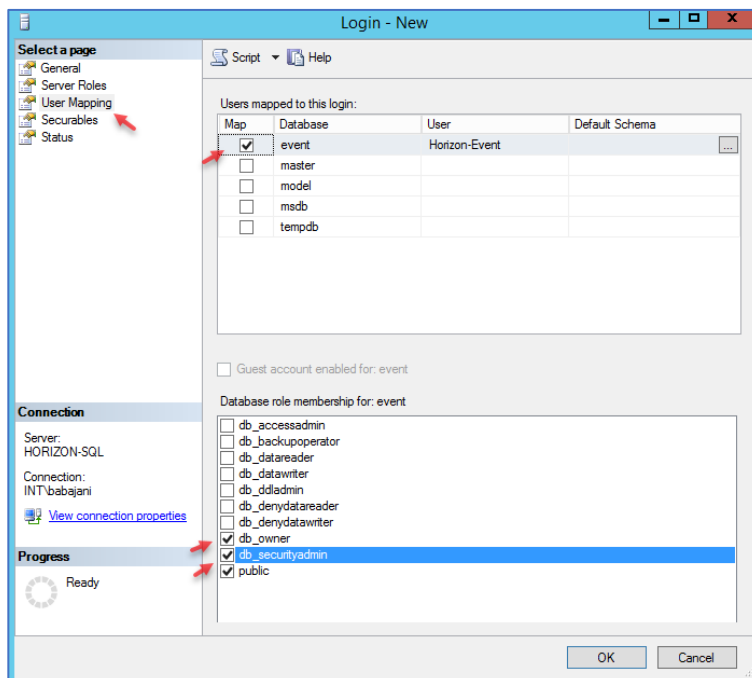 Login - New
Select a page
General
Server Roles
User Mapping
Securables
Status
Script
Help
Users mapped to this login:
Map Database User Default Schema
event Horizon-Event ...
master
model
msdb
tempdb
Guest account enabled for: event
Database role membership for: event
db_accessadmin
db_backupoperator
db_datareader
db_datawriter
db_ddladmin
db_denydatareader
db_denydatawriter
db_owner
db_securityadmin
public
Connection
Server:
HORIZON-SQL
Connection:
INT\babajani
View connection properties
Progress
Ready
OK
Cancel